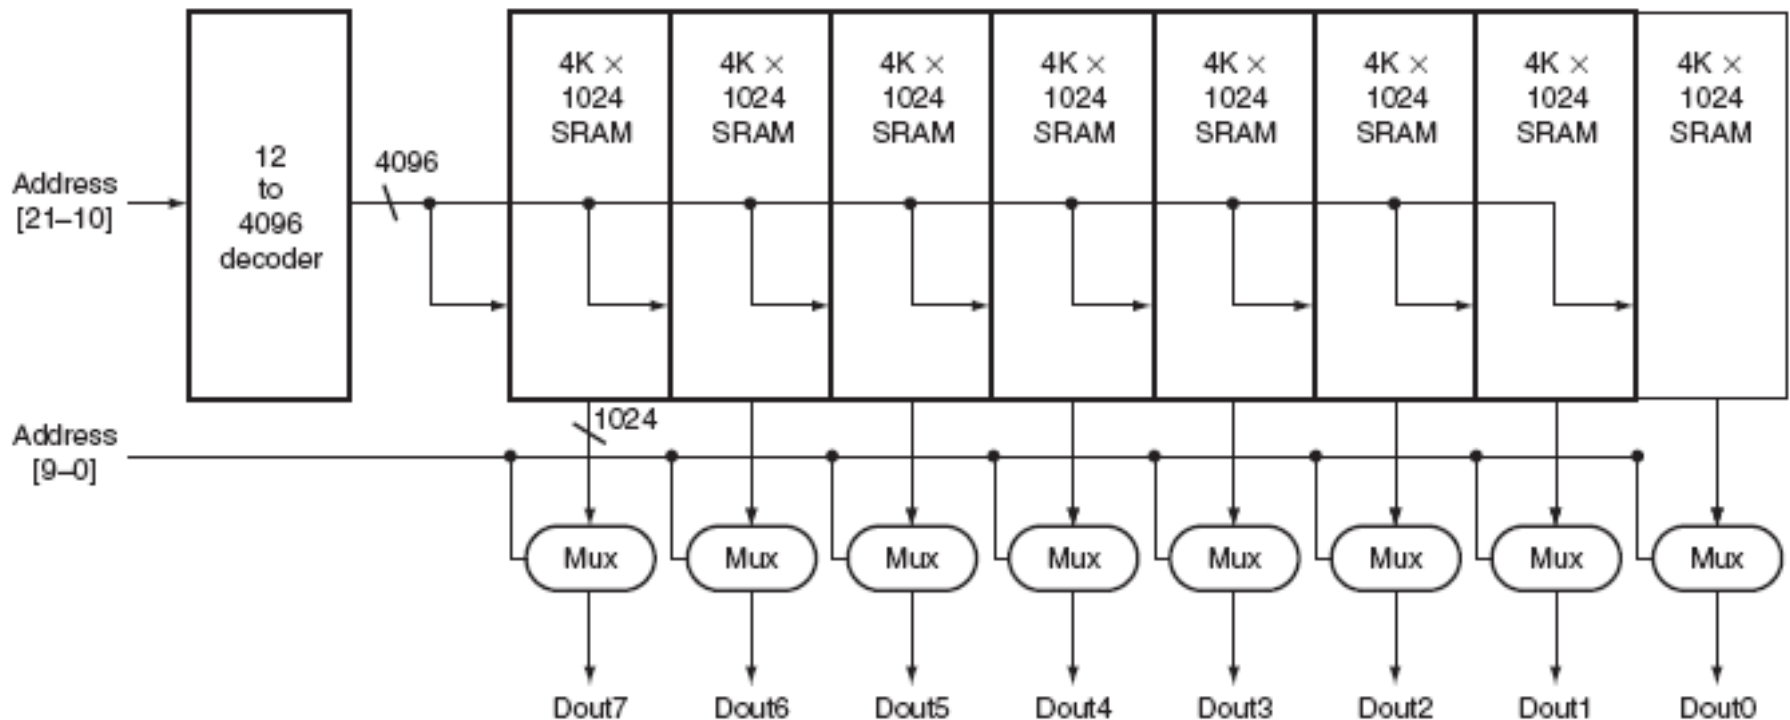 4K ×
1024
SRAM
4K ×
1024
SRAM
4K ×
1024
SRAM
4K ×
1024
SRAM
4K ×
1024
SRAM
4K ×
1024
SRAM
4K ×
1024
SRAM
4K ×
1024
SRAM
Address
[21–10]
12
to
4096
decoder
4096
1024
Address
[9–0]
Mux
Mux
Mux
Mux
Mux
Mux
Mux
Mux
Dout7
Dout6
Dout5
Dout4
Dout3
Dout2
Dout1
Dout0